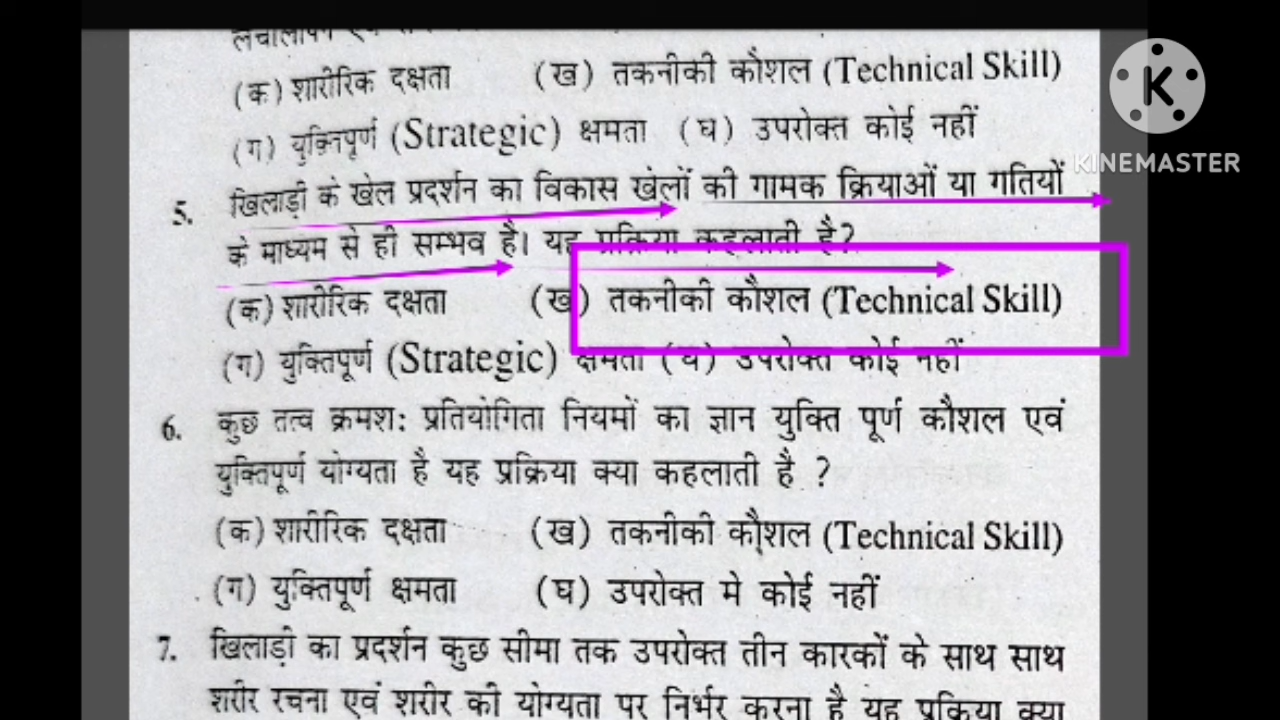 (क) शारीरिक दक्षता (ख) तकनीकी कौशल (Technical Skill)
(ग) युक्तिपूर्ण (Strategic) क्षमता (घ) उपरोक्त कोई नहीं
K
KINEMASTER
5. खिलाड़ी के खेल प्रदर्शन का विकास खेलों की गामक क्रियाओं या गतियों
के माध्यम से ही सम्भव है। यह प्रक्रिया कहलाती है?
(क) शारीरिक दक्षता (ख) तकनीकी कौशल (Technical Skill)
(ग) युक्तिपूर्ण (Strategic) क्षमता (घ) उपरोक्त कोई नहीं
6. कुछ तत्व क्रमश: प्रतियोगिता नियमों का ज्ञान युक्ति पूर्ण कौशल एवं
युक्तिपूर्ण योग्यता है यह प्रक्रिया क्या कहलाती है ?
(क) शारीरिक दक्षता (ख) तकनीकी कौशल (Technical Skill)
(ग) युक्तिपूर्ण क्षमता (घ) उपरोक्त मे कोई नहीं
7. खिलाड़ी का प्रदर्शन कुछ सीमा तक उपरोक्त तीन कारकों के साथ साथ
शरीर रचना एवं शरीर की योग्यता पर निर्भर करना है यह प्रक्रिया क्या